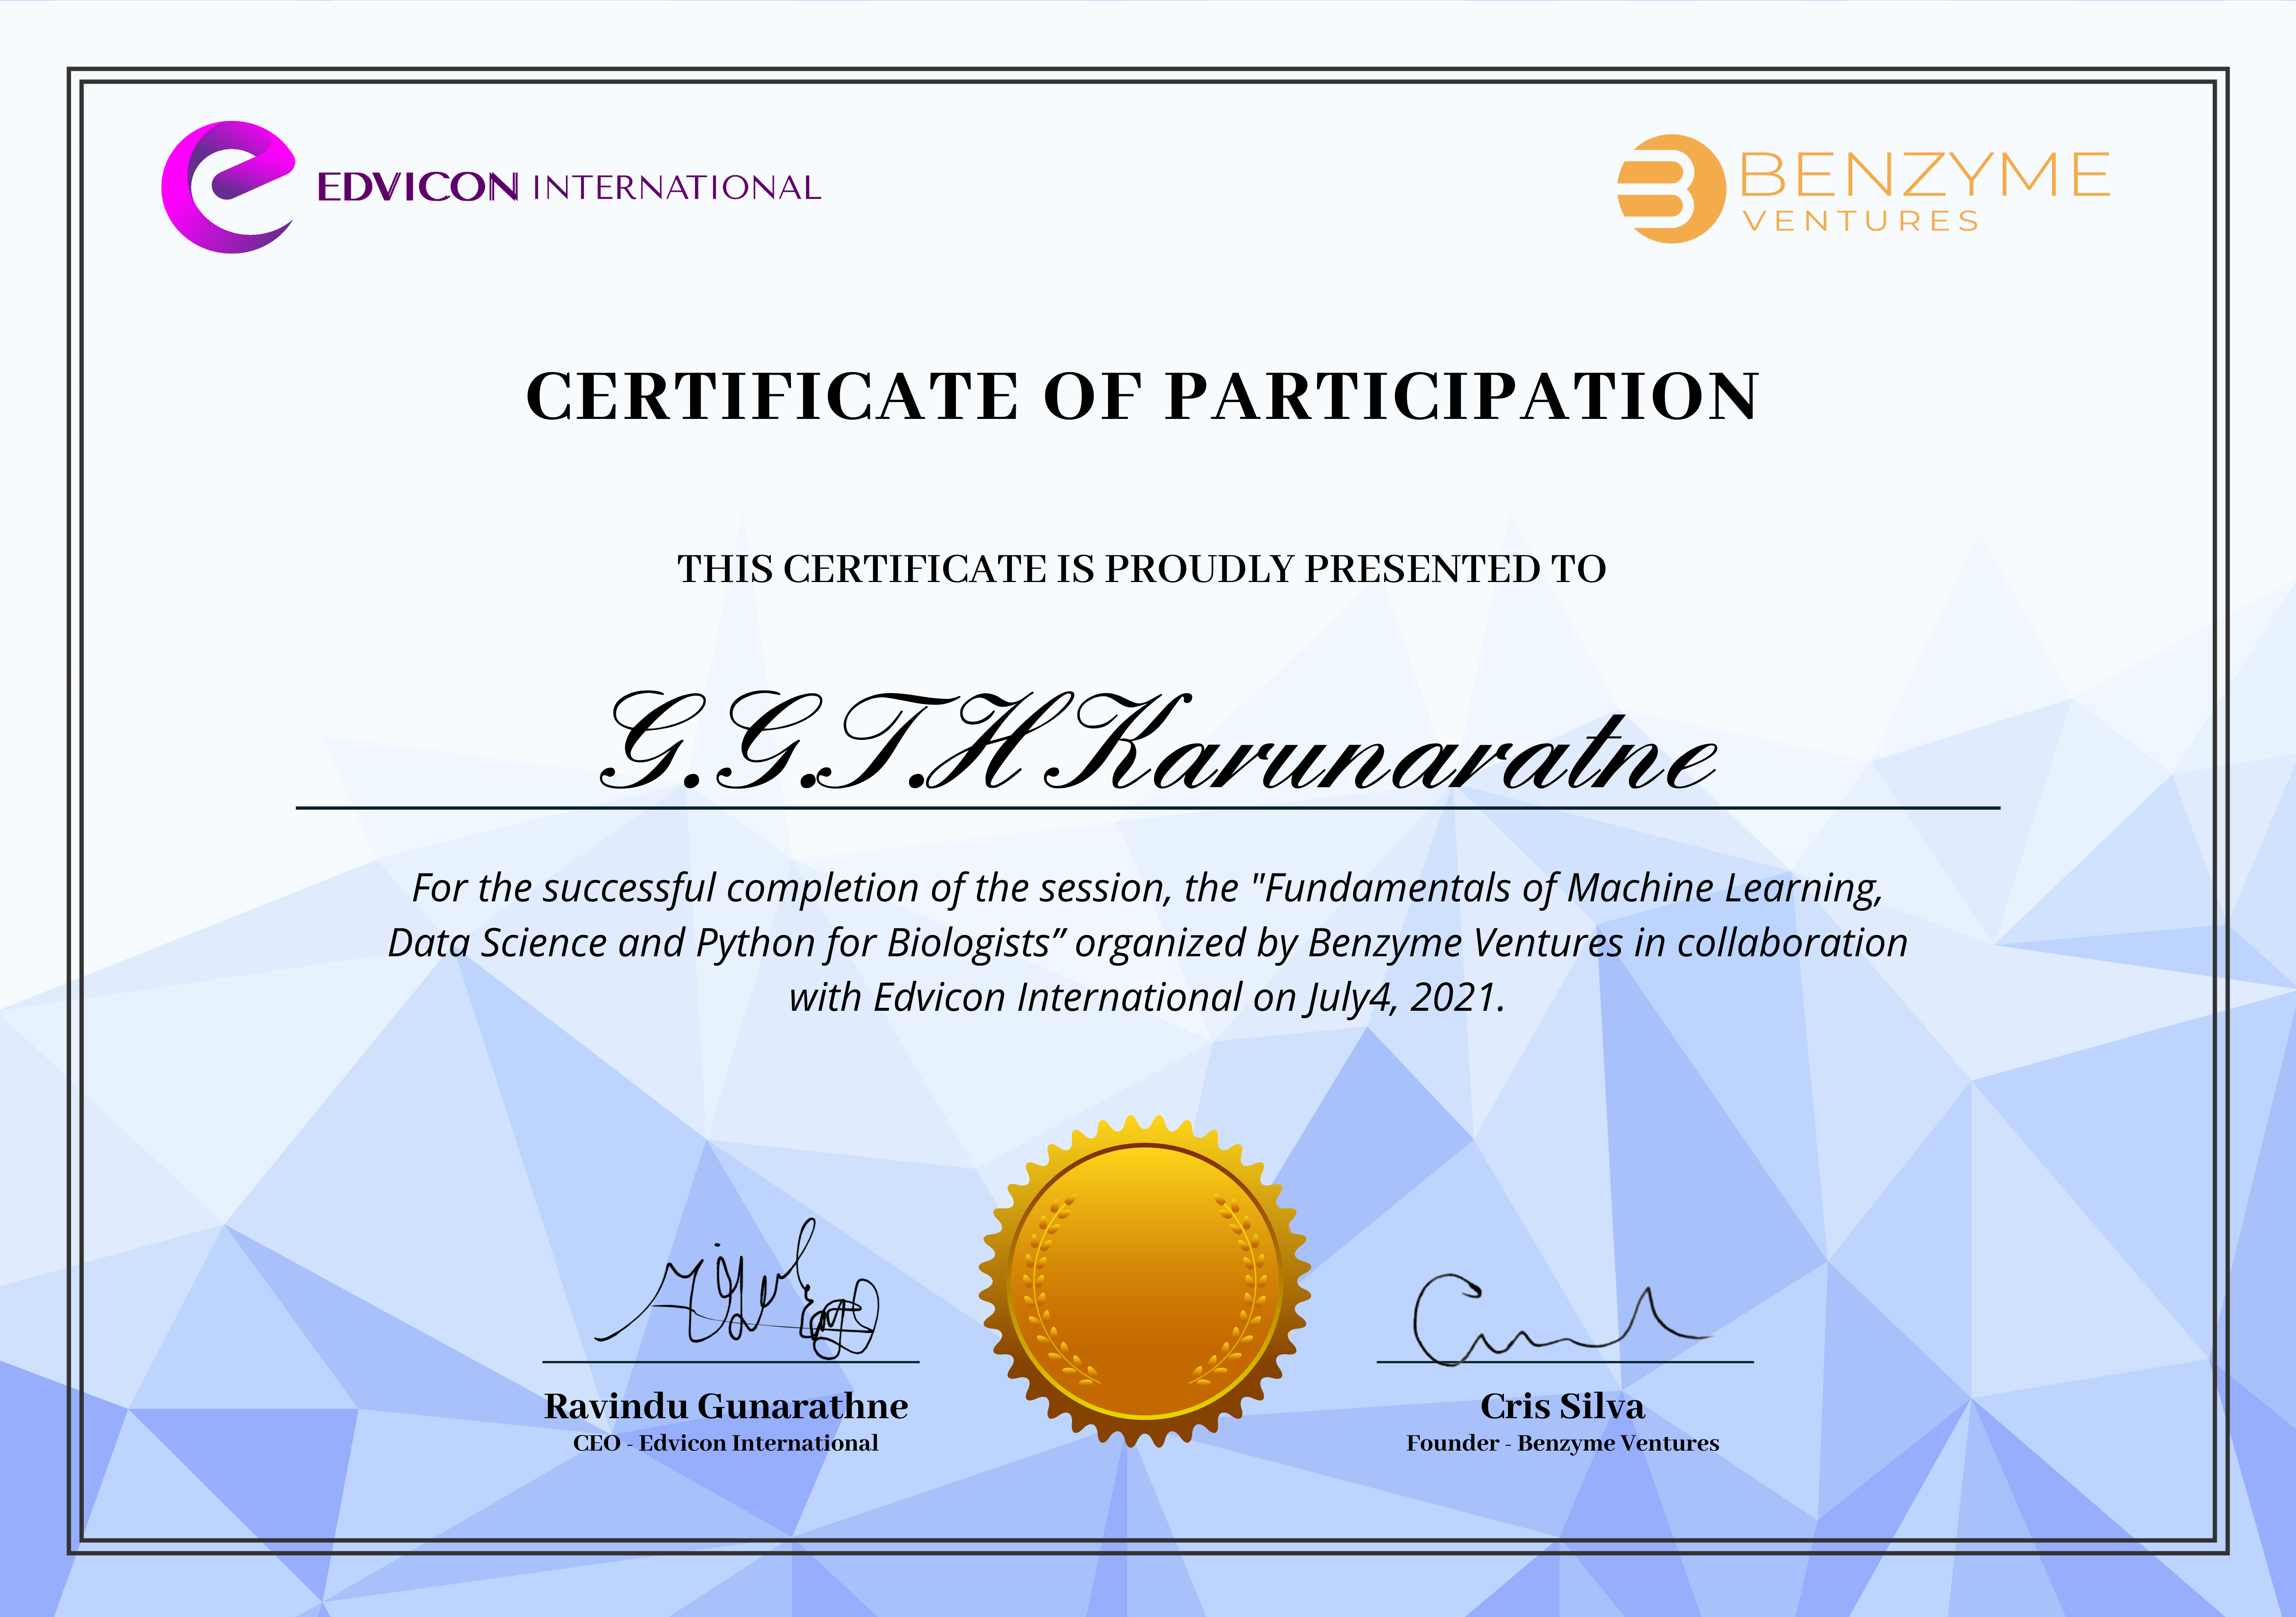 EDVICON INTERNATIONAL
BENZYME
VENTURES
CERTIFICATE OF PARTICIPATION
THIS CERTIFICATE IS PROUDLY PRESENTED TO
G.G.T.H Karunaratne
For the successful completion of the session, the "Fundamentals of Machine Learning,
Data Science and Python for Biologists” organized by Benzyme Ventures in collaboration
with Edvicon International on July4, 2021.
Ravindu Gunarathne
CEO - Edvicon International
Cris Silva
Founder - Benzyme Ventures